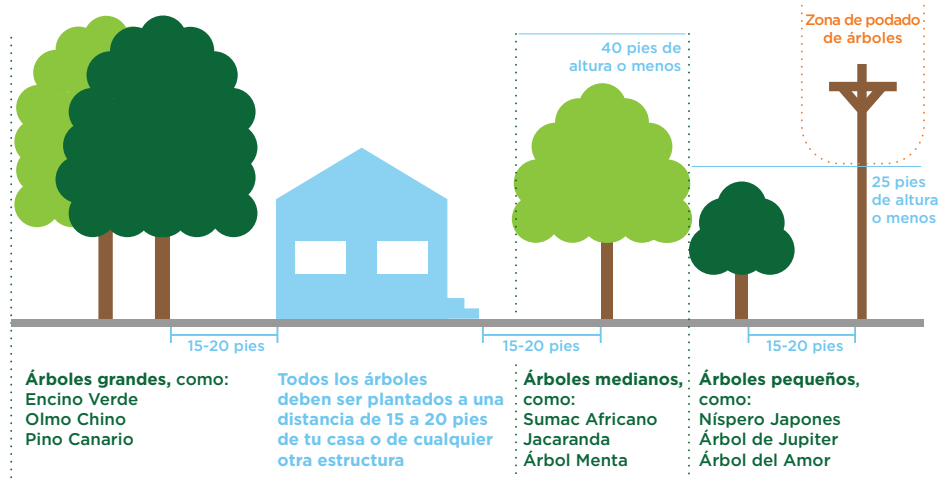 Zona de podado
de árboles
40 pies de
altura o menos
25 pies
de altura
o menos
15-20 pies
15-20 pies
15-20 pies
Árboles grandes, como:
Encino Verde
Olmo Chino
Pino Canario
Todos los árboles
deben ser plantados a una
distancia de 15 a 20 pies
de tu casa o de cualquier
otra estructura
Árboles medianos,
como:
Sumac Africano
Jacaranda
Árbol Menta
Árboles pequeños,
como:
Níspero Japones
Árbol de Jupiter
Árbol del Amor